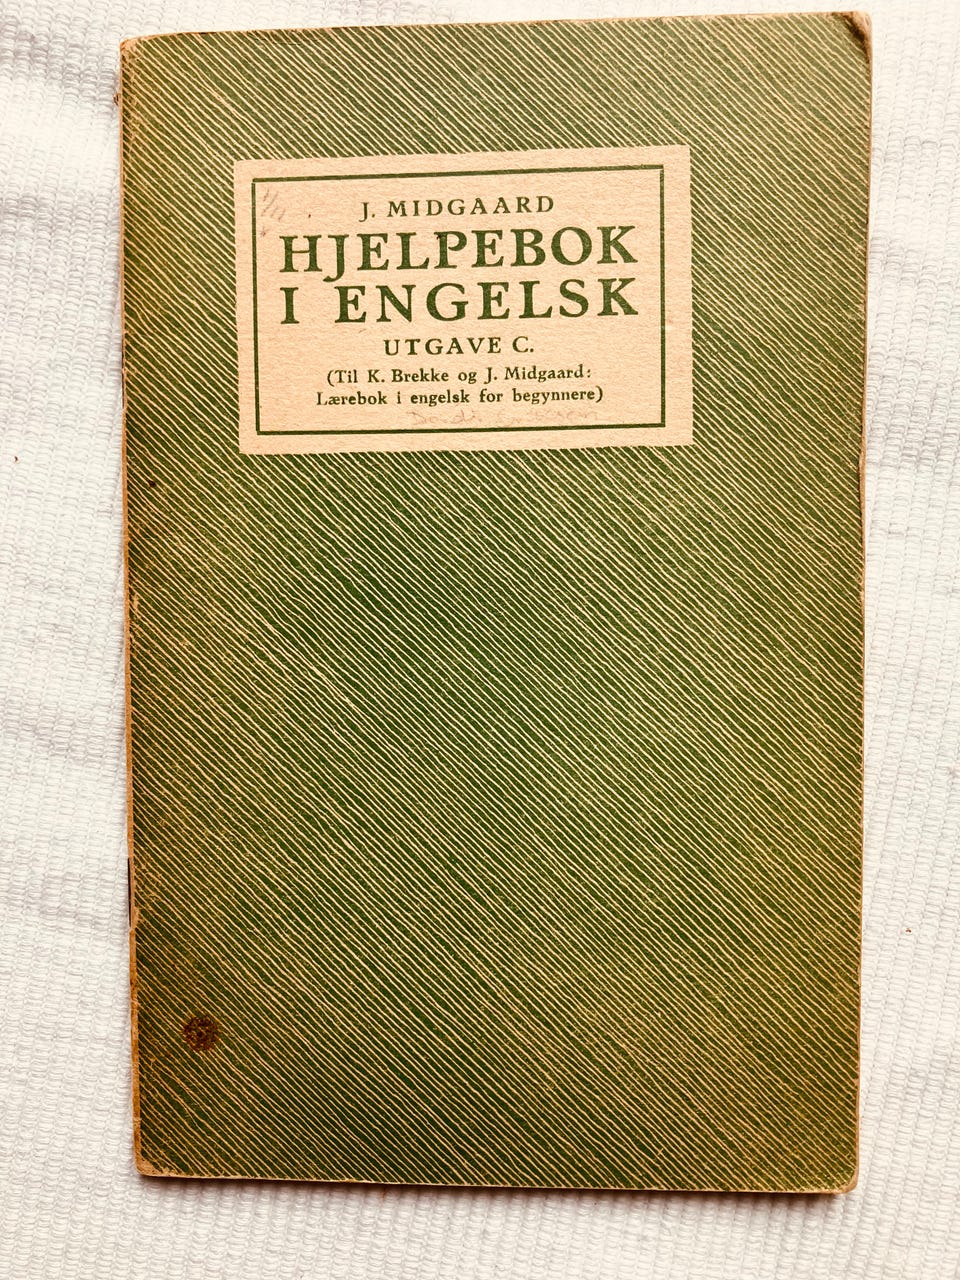 J. MIDGAARD
HJELPEBOK
I ENGELSK
UTGAVE C.
(Til K. Brekke og J. Midgaard:
Lærebok i engelsk for begynnere)